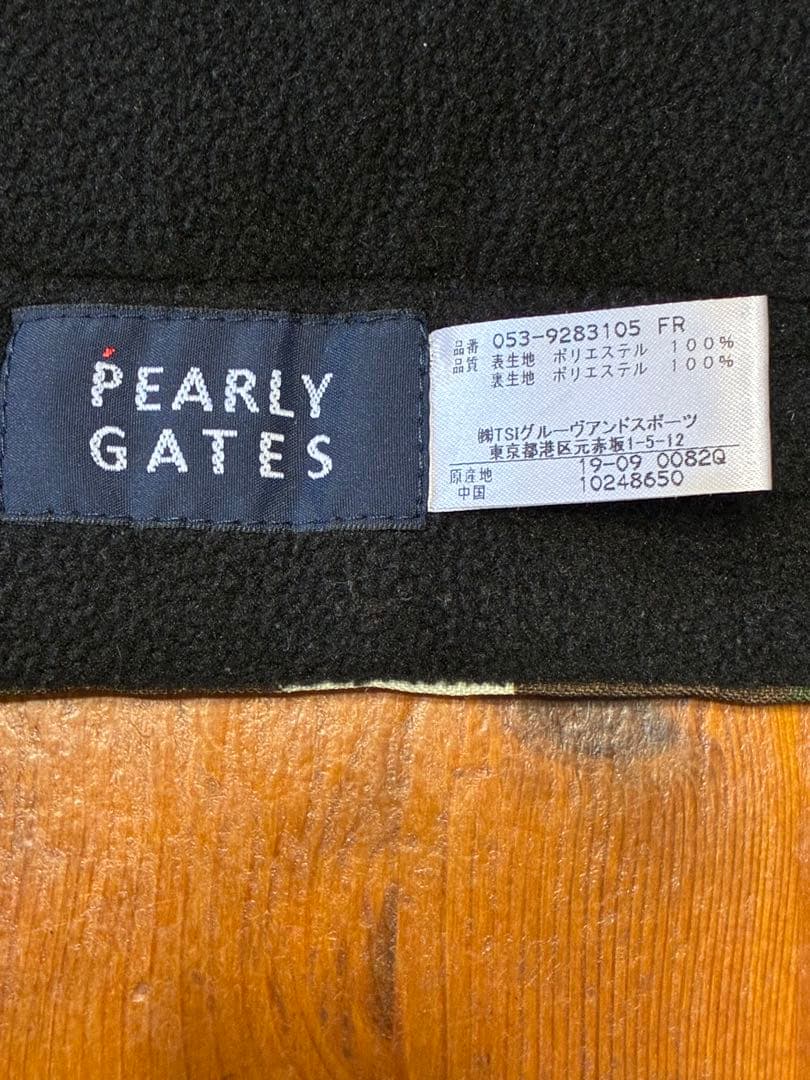 PEARLY
GATES
品番 053-9283105 FR
品質 表生地 ポリエステル 100%
裏生地 ポリエステル 100%
㈱TSIグルーヴアンドスポーツ
東京都港区元赤坂1-5-12
19-09 0082Q
原産地 10248650
中国